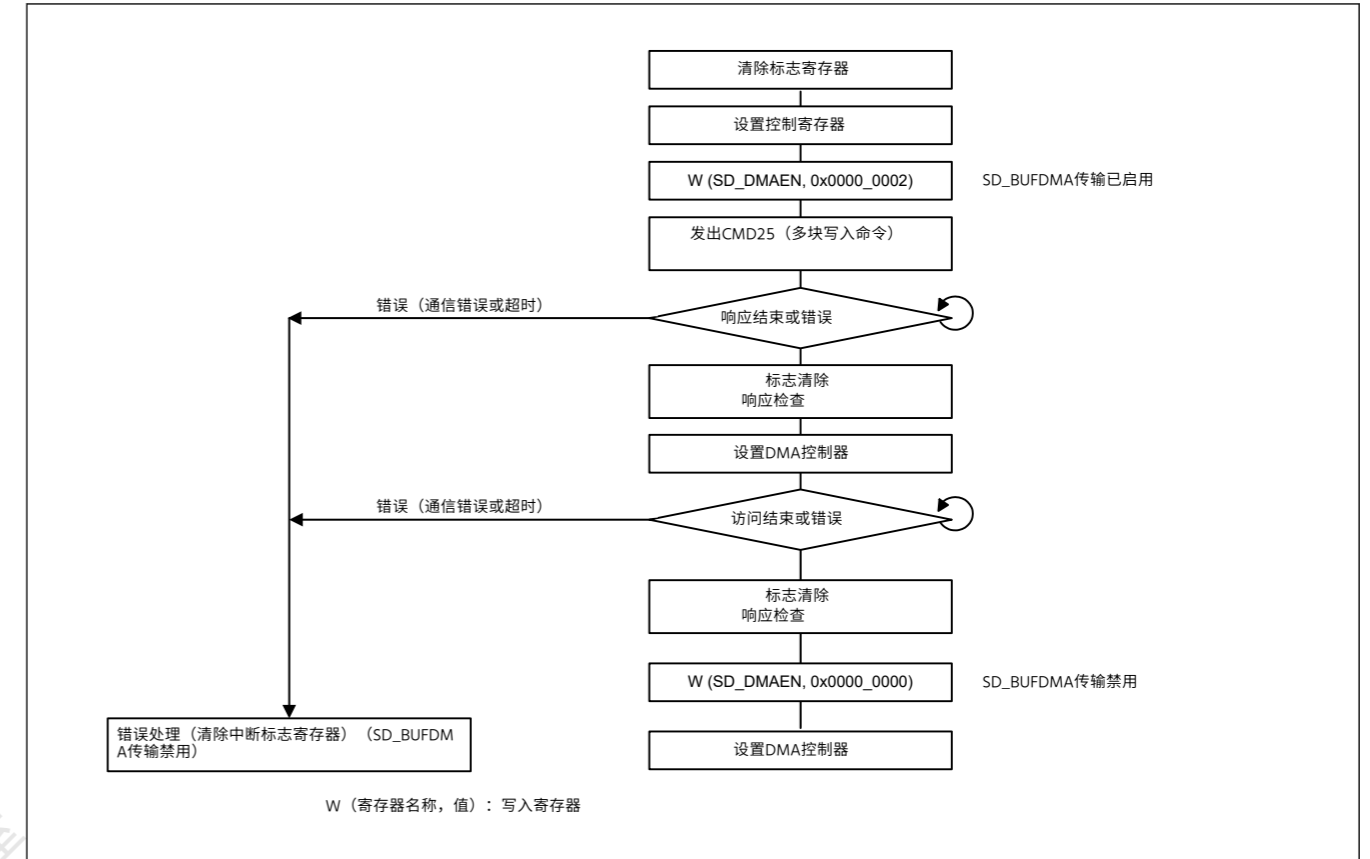 清除标志寄存器
设置控制寄存器
W (SD_DMAEN, 0x0000_0002)
SD_BUFDMA传输已启用
发出CMD25（多块写入命令）
错误（通信错误或超时）
响应结束或错误
标志清除
响应检查
设置DMA控制器
错误（通信错误或超时）
访问结束或错误
标志清除
响应检查
W (SD_DMAEN, 0x0000_0000)
SD_BUFDMA传输禁用
错误处理（清除中断标志寄存器）（SD_BUFDM
A传输禁用）
设置DMA控制器
W（寄存器名称，值）：写入寄存器